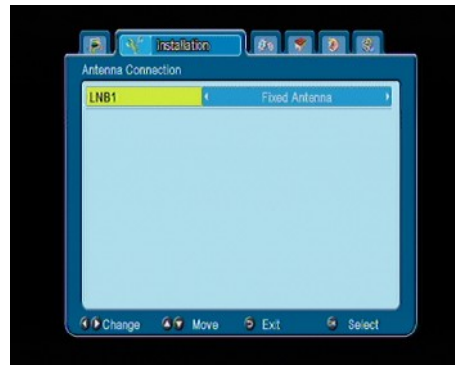 Installation
Antenna Connection
LNB1 Fixed Antenna
Change Move Exit Select